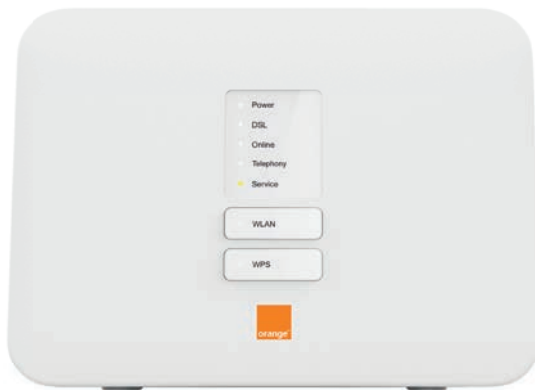 Power
DSL
Online
Telephony
Service
WLAN
WPS
orange